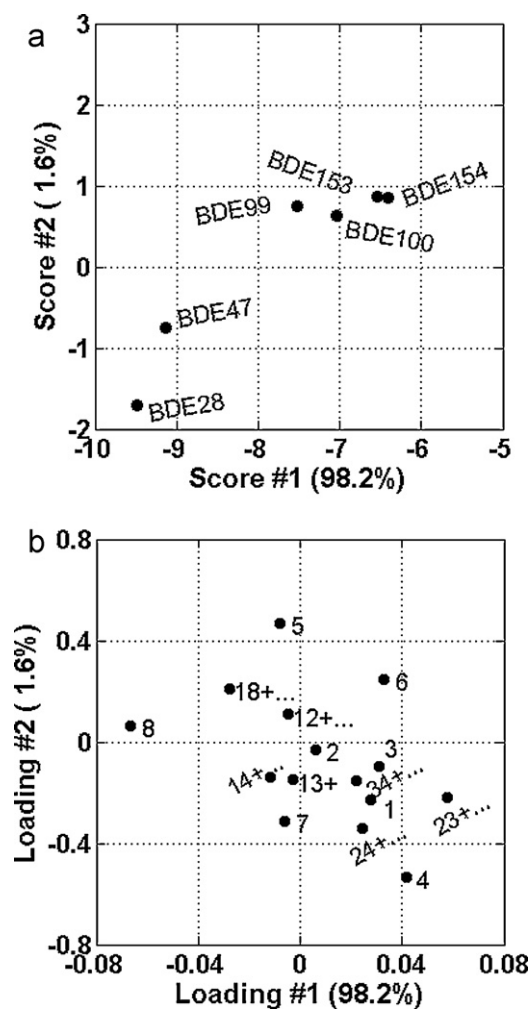 a
3
2
1
0
-1
-2
Score #2 ( 1.6%)
BDE153
BDE154
BDE99
BDE100
BDE47
BDE28
-10 -9 -8 -7 -6 -5
Score #1 (98.2%)
b
0.8
0.4
0
-0.4
-0.8
Loading #2 ( 1.6%)
5
6
18+...
8
12+...
2
3
14+...
13+
34+...
1
23+...
7
24+...
4
-0.08 -0.04 0 0.04 0.08
Loading #1 (98.2%)